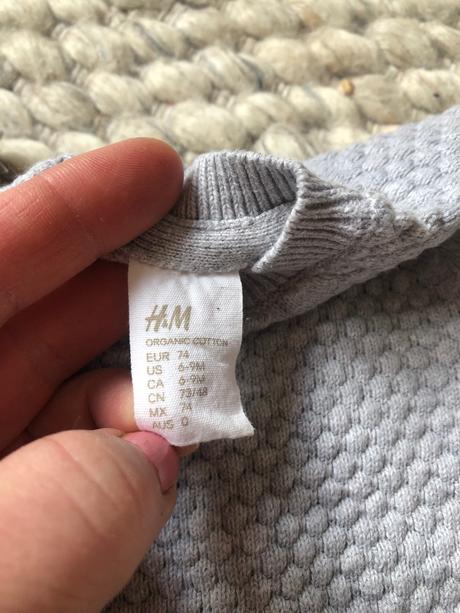 H&M
ORGANIC COTTON
EUR 74
US 6-9M
CA 6-9M
CN 73/48
MX 74
AUS 0